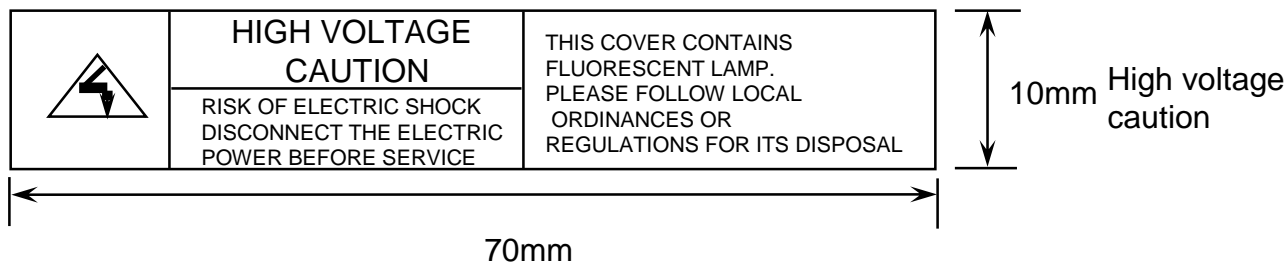 HIGH VOLTAGE
CAUTION
RISK OF ELECTRIC SHOCK
DISCONNECT THE ELECTRIC
POWER BEFORE SERVICE
THIS COVER CONTAINS
FLUORESCENT LAMP.
PLEASE FOLLOW LOCAL
ORDINANCES OR
REGULATIONS FOR ITS DISPOSAL
10mm
High voltage
caution
70mm